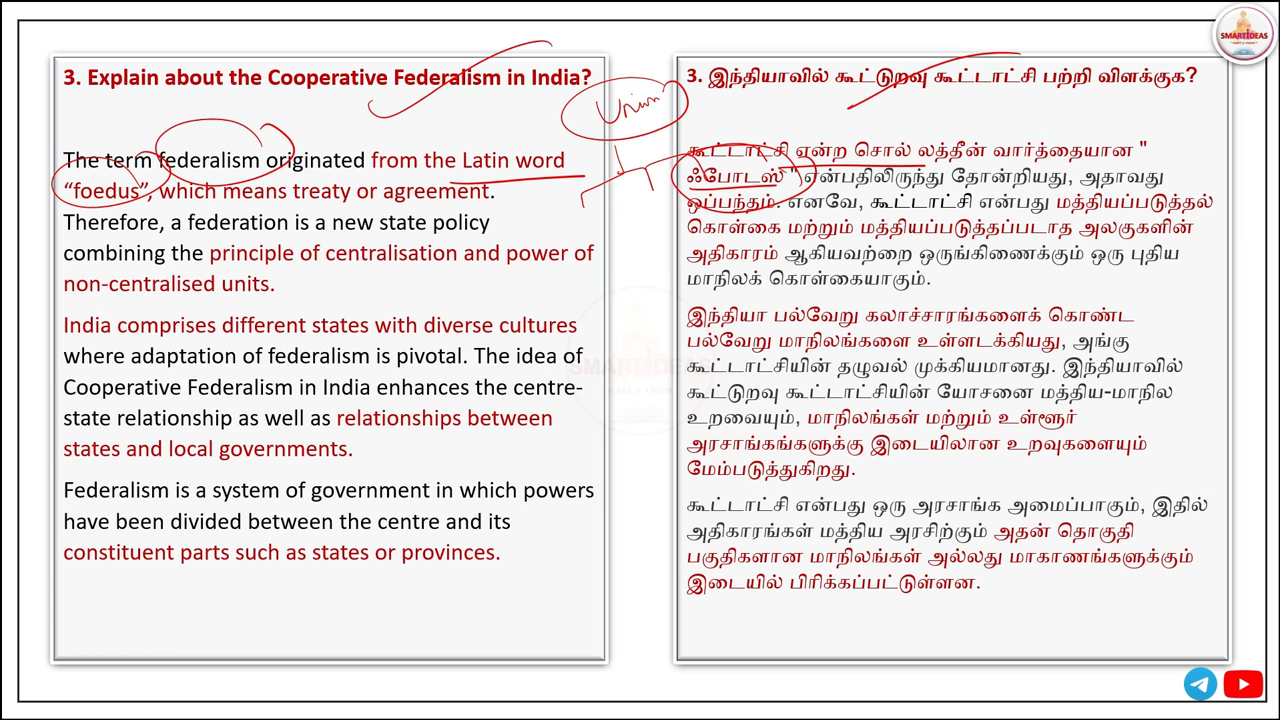 SMARTIDEAS
3. Explain about the Cooperative Federalism in India?
The term federalism originated from the Latin word
“foedus”, which means treaty or agreement.
Therefore, a federation is a new state policy
combining the principle of centralisation and power of
non-centralised units.
India comprises different states with diverse cultures
where adaptation of federalism is pivotal. The idea of
Cooperative Federalism in India enhances the centre-
state relationship as well as relationships between
states and local governments.
Federalism is a system of government in which powers
have been divided between the centre and its
constituent parts such as states or provinces.
Union
3. இந்தியாவில் கூட்டுறவு கூட்டாட்சி பற்றி விளக்குக?
கூட்டாட்சி என்ற சொல் லத்தீன் வார்த்தையான "
ஃபோடஸ் " என்பதிலிருந்து தோன்றியது, அதாவது
ஒப்பந்தம். எனவே, கூட்டாட்சி என்பது மத்தியப்படுத்தல்
கொள்கை மற்றும் மத்தியப்படுத்தப்படாத அலகுகளின்
அதிகாரம் ஆகியவற்றை ஒருங்கிணைக்கும் ஒரு புதிய
மாநிலக் கொள்கையாகும்.
இந்தியா பல்வேறு கலாச்சாரங்களைக் கொண்ட
பல்வேறு மாநிலங்களை உள்ளடக்கியது, அங்கு
கூட்டாட்சியின் தழுவல் முக்கியமானது. இந்தியாவில்
கூட்டுறவு கூட்டாட்சியின் யோசனை மத்திய-மாநில
உறவையும், மாநிலங்கள் மற்றும் உள்ளூர்
அரசாங்கங்களுக்கு இடையிலான உறவுகளையும்
மேம்படுத்துகிறது.
கூட்டாட்சி என்பது ஒரு அரசாங்க அமைப்பாகும், இதில்
அதிகாரங்கள் மத்திய அரசிற்கும் அதன் தொகுதி
பகுதிகளான மாநிலங்கள் அல்லது மாகாணங்களுக்கும்
இடையில் பிரிக்கப்பட்டுள்ளன.
SMARTIDEAS